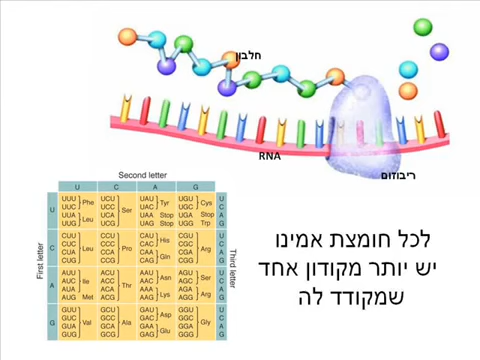 חלבון
RNA
ריבוזום
Second letter
U C A G
First letter
Third letter
U
UUU UUC Phe
UUA UUG Leu
UCU UCC UCA UCG Ser
UAU UAC Tyr
UAA Stop
UAG Stop
UGU UGC Cys
UGA Stop
UGG Trp
U C A G
C
CUU CUC CUA CUG Leu
CCU CCC CCA CCG Pro
CAU CAC His
CAA CAG Gln
CGU CGC CGA CGG Arg
U C A G
A
AUU AUC AUA Ile
AUG Met
ACU ACC ACA ACG Thr
AAU AAC Asn
AAA AAG Lys
AGU AGC Ser
AGA AGG Arg
U C A G
G
GUU GUC GUA GUG Val
GCU GCC GCA GCG Ala
GAU GAC Asp
GAA GAG Glu
GGU GGC GGA GGG Gly
U C A G
לכל חומצת אמינו
יש יותר מקודון אחד
שמקודד לה